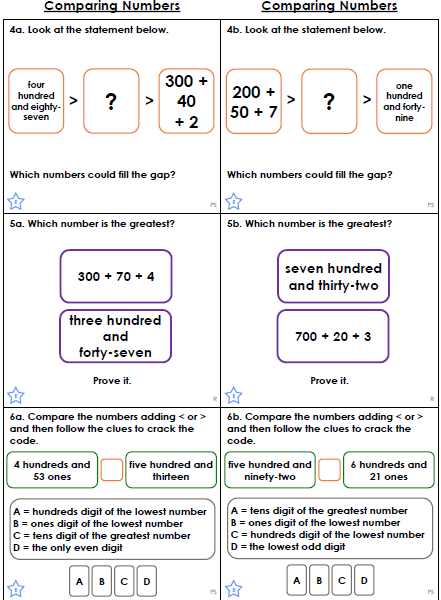 Comparing Numbers
4a. Look at the statement below.
four
hundred
and eighty-
seven
>
?
>
300 +
40
+ 2
Which numbers could fill the gap?
PS
Comparing Numbers
4b. Look at the statement below.
200 +
50 + 7
>
?
>
one
hundred
and forty-
nine
Which numbers could fill the gap?
PS
5a. Which number is the greatest?
300 + 70 + 4
three hundred
and
forty-seven
Prove it.
R
5b. Which number is the greatest?
seven hundred
and thirty-two
700 + 20 + 3
Prove it.
R
6a. Compare the numbers adding < or >
and then follow the clues to crack the
code.
4 hundreds and
53 ones
five hundred and
thirteen
A = hundreds digit of the lowest number
B = ones digit of the lowest number
C = tens digit of the greatest number
D = the only even digit
A B C D
PS
6b. Compare the numbers adding < or >
and then follow the clues to crack the
code.
five hundred and
ninety-two
6 hundreds and
21 ones
A = tens digit of the greatest number
B = ones digit of the lowest number
C = hundreds digit of the lowest number
D = the lowest odd digit
A B C D
PS